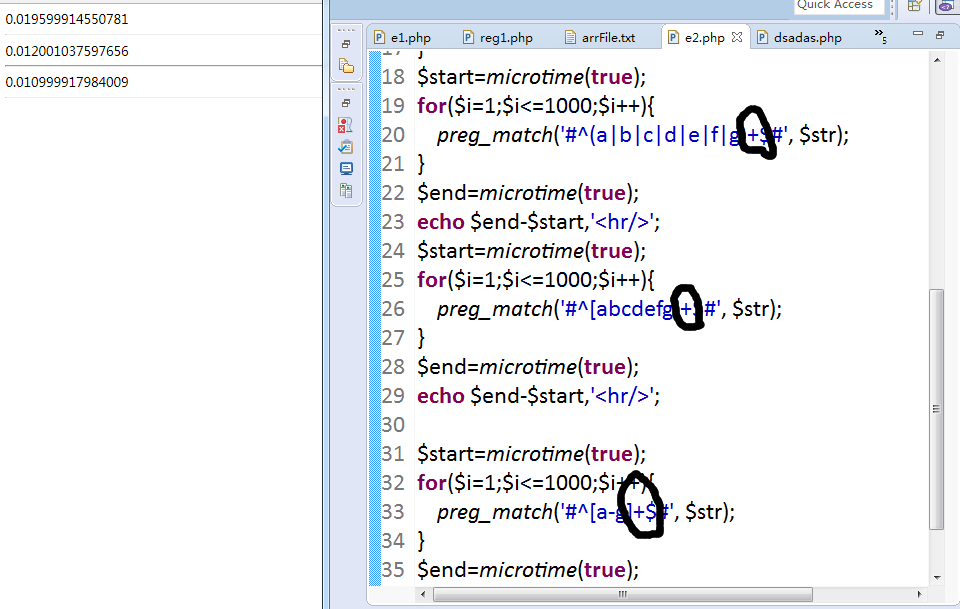 0.019599914550781
0.012001037597656
0.010999917984009
Quick Access
e1.php
reg1.php
arrFile.txt
e2.php
dsadas.php
»5
17 }
18 $start=microtime(true);
19 for($i=1;$i<=1000;$i++){
20 preg_match('#^(a|b|c|d|e|f|g)+$#', $str);
21 }
22 $end=microtime(true);
23 echo $end-$start,'<hr/>';
24 $start=microtime(true);
25 for($i=1;$i<=1000;$i++){
26 preg_match('#^[abcdefg]+$#', $str);
27 }
28 $end=microtime(true);
29 echo $end-$start,'<hr/>';
30
31 $start=microtime(true);
32 for($i=1;$i<=1000;$i++){
33 preg_match('#^[a-g]+$#', $str);
34 }
35 $end=microtime(true);